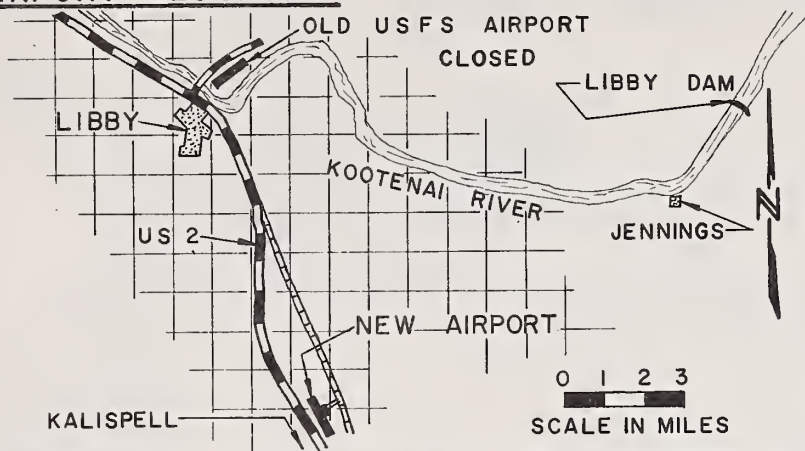 OLD USFS AIRPORT
CLOSED
LIBBY DAM
LIBBY
KOOTENAI RIVER
JENNINGS
N
US 2
NEW AIRPORT
0 1 2 3
SCALE IN MILES
KALISPELL